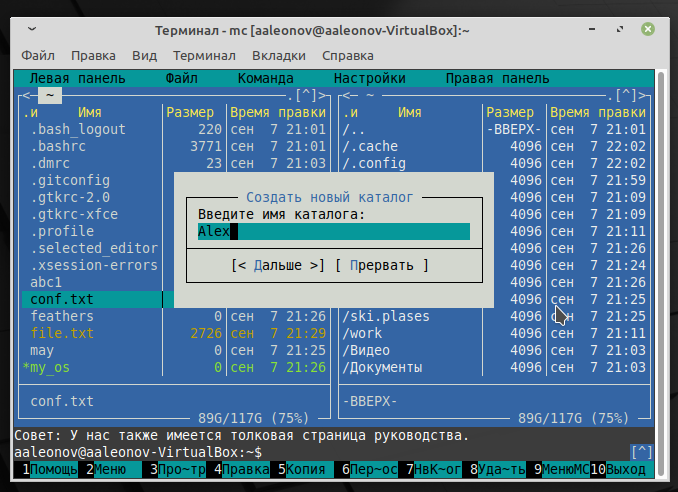 Терминал - mc [aaleonov@aaleonov-VirtualBox]:~
Файл Правка Вид Терминал Вкладки Справка
Левая панель Файл Команда Настройки Правая панель
<─ ~ ─.[^]> <─ ~ ─.[^]>
.и Имя Размер Время правки .и Имя Размер Время правки
.bash_logout 220 сен 7 21:01 /.. -ВВЕРХ- сен 7 21:01
.bashrc 3771 сен 7 21:01 /.cache 4096 сен 7 22:02
.dmrc 23 сен 7 21:03 /.config 4096 сен 7 22:02
.gitconfig 4096 сен 7 21:59
.gtkrc-2.0 4096 сен 7 21:09
.gtkrc-xfce 4096 сен 7 21:09
.profile 4096 сен 7 21:11
.selected_editor 4096 сен 7 21:26
.xsession-errors 4096 сен 7 21:24
abc1 4096 сен 7 21:26
conf.txt 4096 сен 7 21:25
Создать новый каталог
Введите имя каталога:
Alex
[< Дальше >] [ Прервать ]
feathers 0 сен 7 21:26 /ski.plases 4096 сен 7 21:25
file.txt 2726 сен 7 21:29 /work 4096 сен 7 21:11
may 0 сен 7 21:25 /Видео 4096 сен 7 21:03
*my_os 0 сен 7 21:26 /Документы 4096 сен 7 21:03
conf.txt -ВВЕРХ-
89G/117G (75%) 89G/117G (75%)
Совет: У нас также имеется толковая страница руководства.
aaleonov@aaleonov-VirtualBox:~$ [^]
1Помощь 2Меню 3Про~тр 4Правка 5Копия 6Пер~ос 7НвК~ог 8Уда~ть 9МенюМС 10Выход